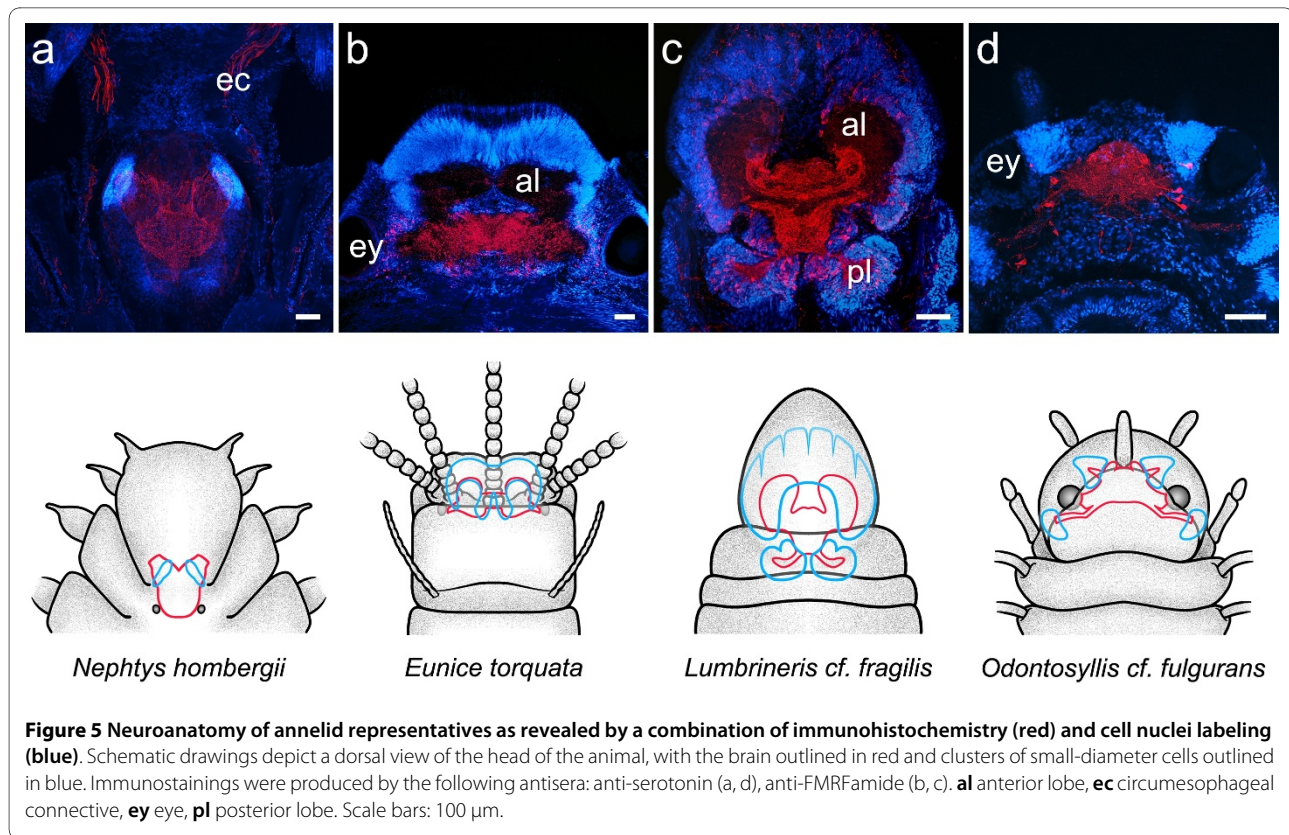 a
ec
b
al
ey
c
al
pl
d
ey
Nephtys hombergii
Eunice torquata
Lumbrineris cf. fragilis
Odontosyllis cf. fulgurans
Figure 5 Neuroanatomy of annelid representatives as revealed by a combination of immunohistochemistry (red) and cell nuclei labeling
(blue). Schematic drawings depict a dorsal view of the head of the animal, with the brain outlined in red and clusters of small-diameter cells outlined
in blue. Immunostainings were produced by the following antisera: anti-serotonin (a, d), anti-FMRFamide (b, c). al anterior lobe, ec circumesophageal
connective, ey eye, pl posterior lobe. Scale bars: 100 μm.